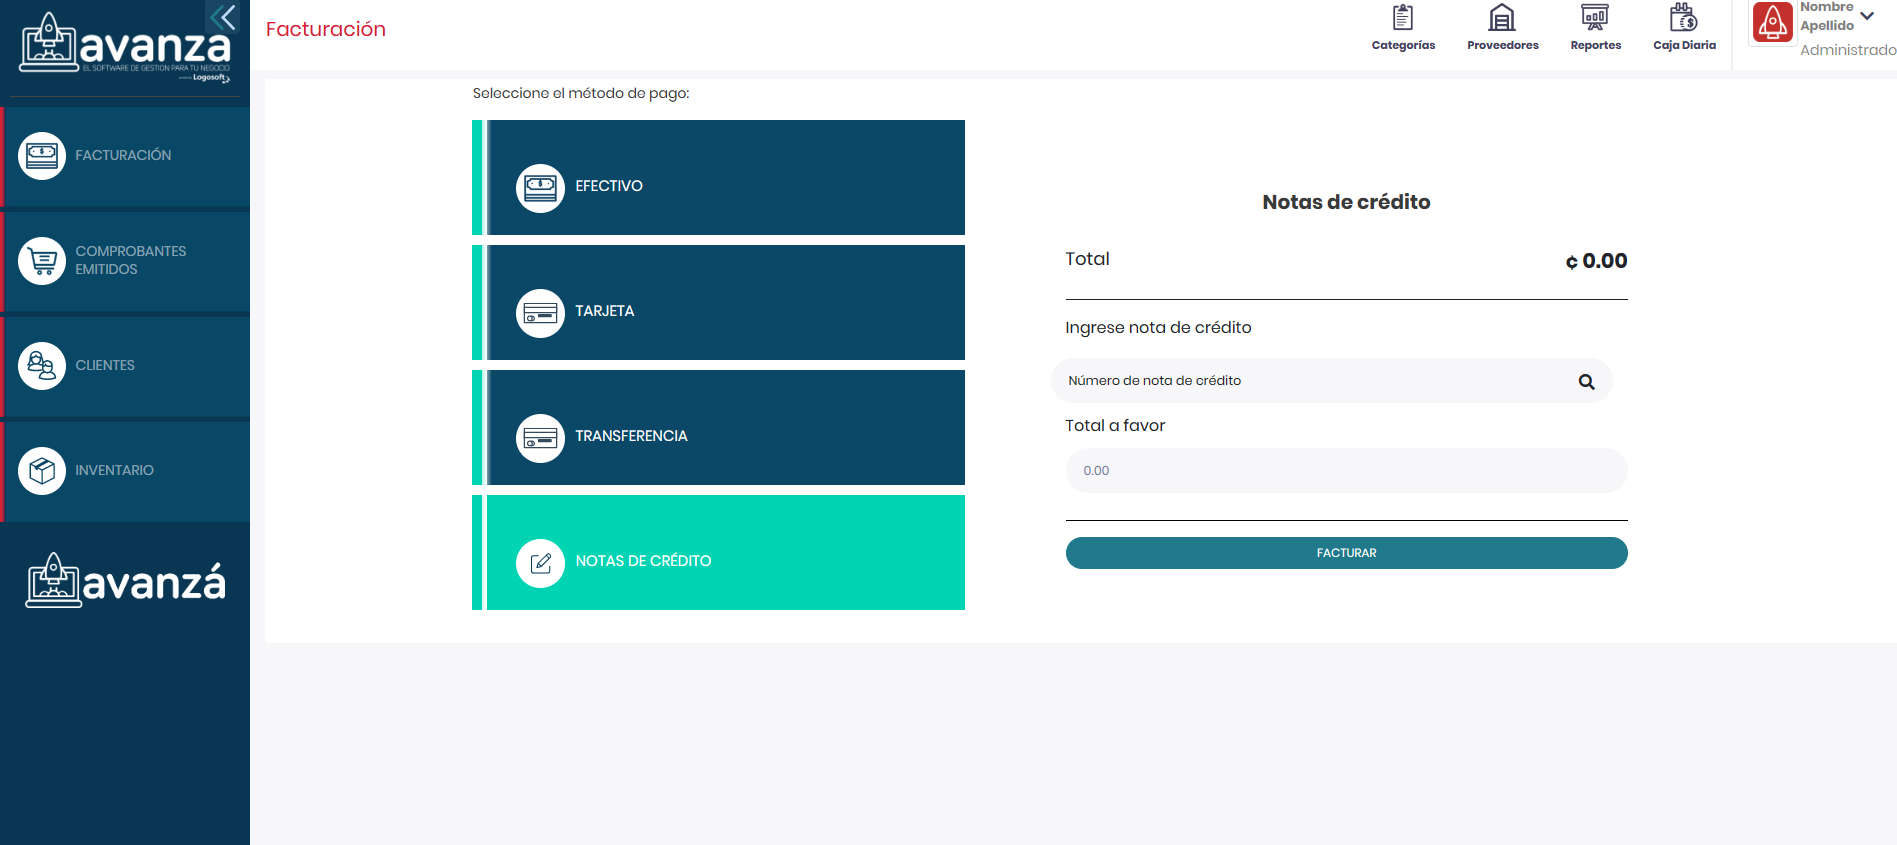 avanza
EL SOFTWARE DE GESTION PARA TU NEGOCIO
Logosoft
FACTURACIÓN
COMPROBANTES
EMITIDOS
CLIENTES
INVENTARIO
avanzá
Facturación
Categorías
Proveedores
Reportes
Caja Diaria
Nombre
Apellido
Administrado
Seleccione el método de pago:
EFECTIVO
TARJETA
TRANSFERENCIA
NOTAS DE CRÉDITO
Notas de crédito
Total
¢ 0.00
Ingrese nota de crédito
Número de nota de crédito
Total a favor
0.00
FACTURAR